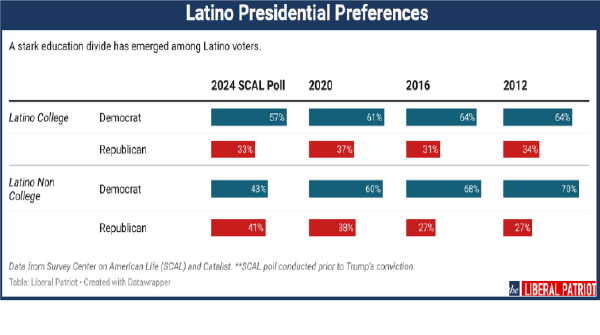 Latino Presidential Preferences
A stark education divide has emerged among Latino voters.
2024 SCAL Poll 2020 2016 2012
Latino College Democrat 57% 61% 64% 64%
Republican 33% 37% 31% 34%
Latino Non College Democrat 43% 60% 68% 70%
Republican 41% 38% 27% 27%
Data from Survey Center on American Life (SCAL) and Catalist. **SCAL poll conducted prior to Trump's conviction.
Table: Liberal Patriot • Created with Datawrapper
the LIBERAL PATRIOT